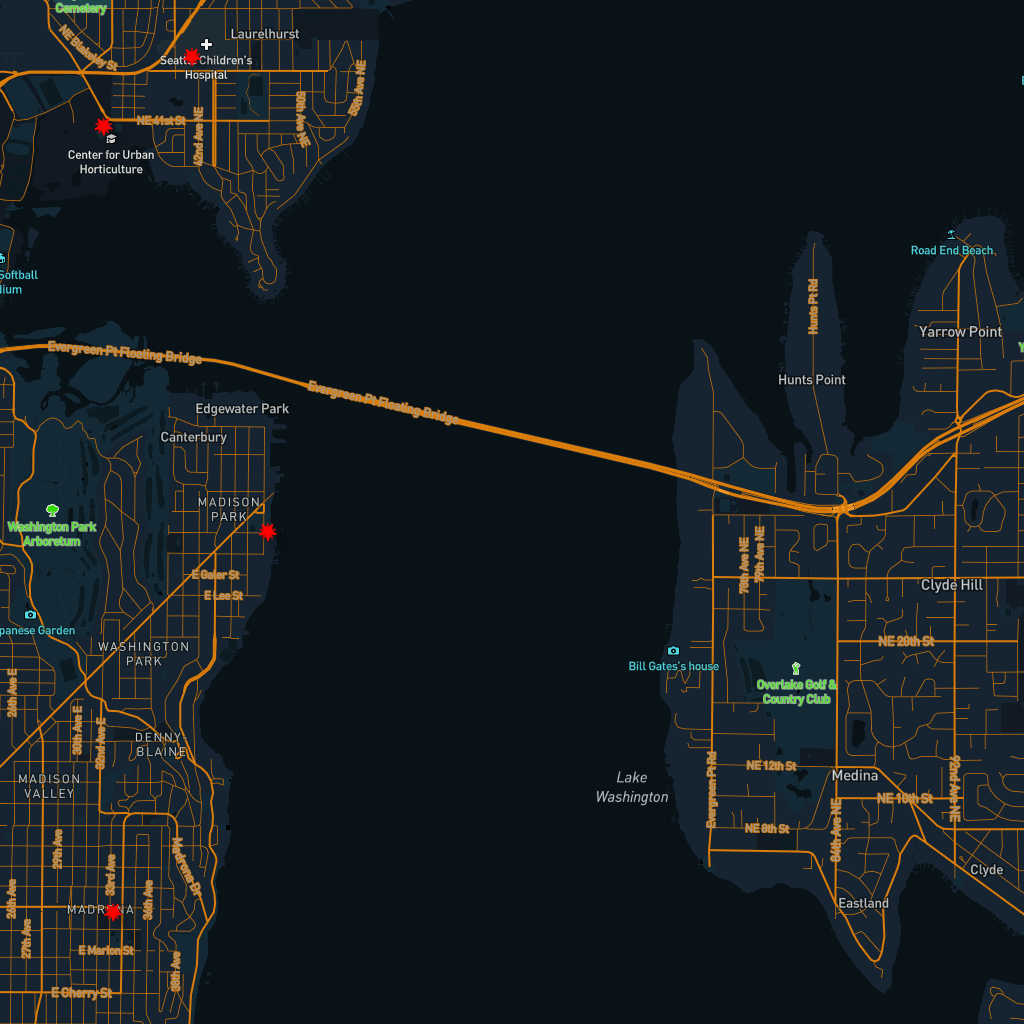 Cemetery
Laurelhurst
NE Blakeley St
Seattle Children's
Hospital
55th Ave NE
50th Ave NE
NE 41st St
42nd Ave NE
Center for Urban
Horticulture
Road End Beach
Softball
Hunts Pt Rd
Yarrow Point
Evergreen Pt Floating Bridge
Hunts Point
Evergreen Pt Floating Bridge
Edgewater Park
Canterbury
MADISON
PARK
Washington Park
Arboretum
78th Ave NE
79th Ave NE
E Galer St
Clyde Hill
E Lee St
panese Garden
NE 20th St
WASHINGTON
PARK
Bill Gates's house
26th Ave E
Overlake Golf &
Country Club
30th Ave E
32nd Ave E
DENNY-
BLAINE
NE 12th St
Medina
Lake
Washington
MADISON
VALLEY
Evergreen Pt Rd
92nd Ave NE
NE 10th St
84th Ave NE
NE 8th St
29th Ave
33rd Ave
Madrona Dr
Clyde
26th Ave
36th Ave
MADRONA
Eastland
27th Ave
E Marion St
38th Ave
E Cherry St